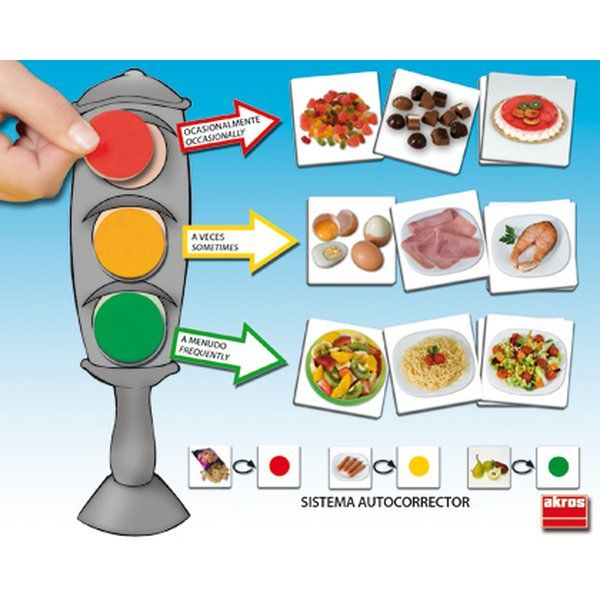 OCASIONALMENTE
OCCASIONALLY
A VECES
SOMETIMES
A MENUDO
FREQUENTLY
SISTEMA AUTOCORRECTOR
akros